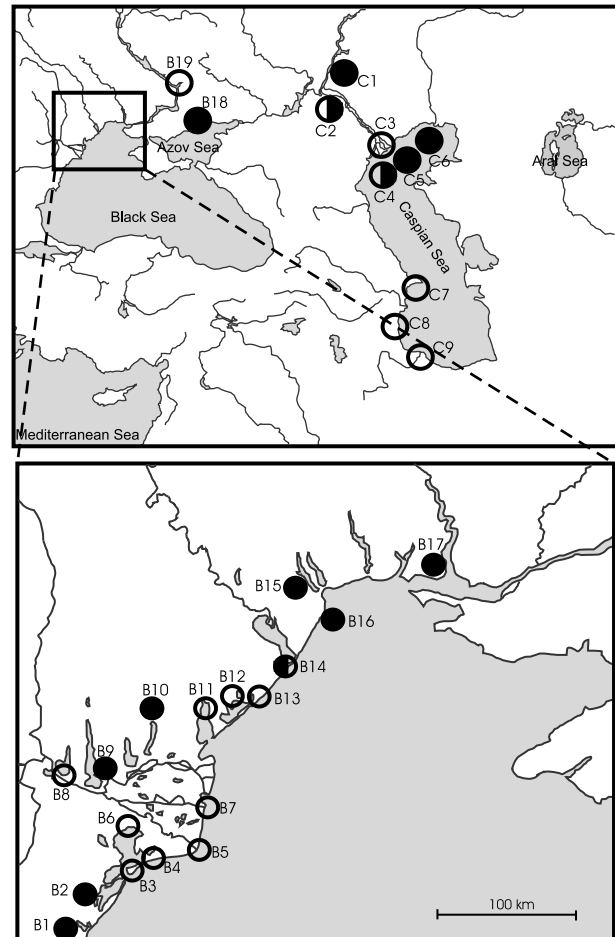 B19
C1
B18
C2
C3
Azov Sea
C6
Aral Sea
C5
C4
Black Sea
Caspian Sea
C7
C8
C9
Mediterranean Sea
B17
B15
B16
B14
B12
B10
B11
B13
B9
B8
B7
B6
B5
B4
B3
B2
B1
100 km